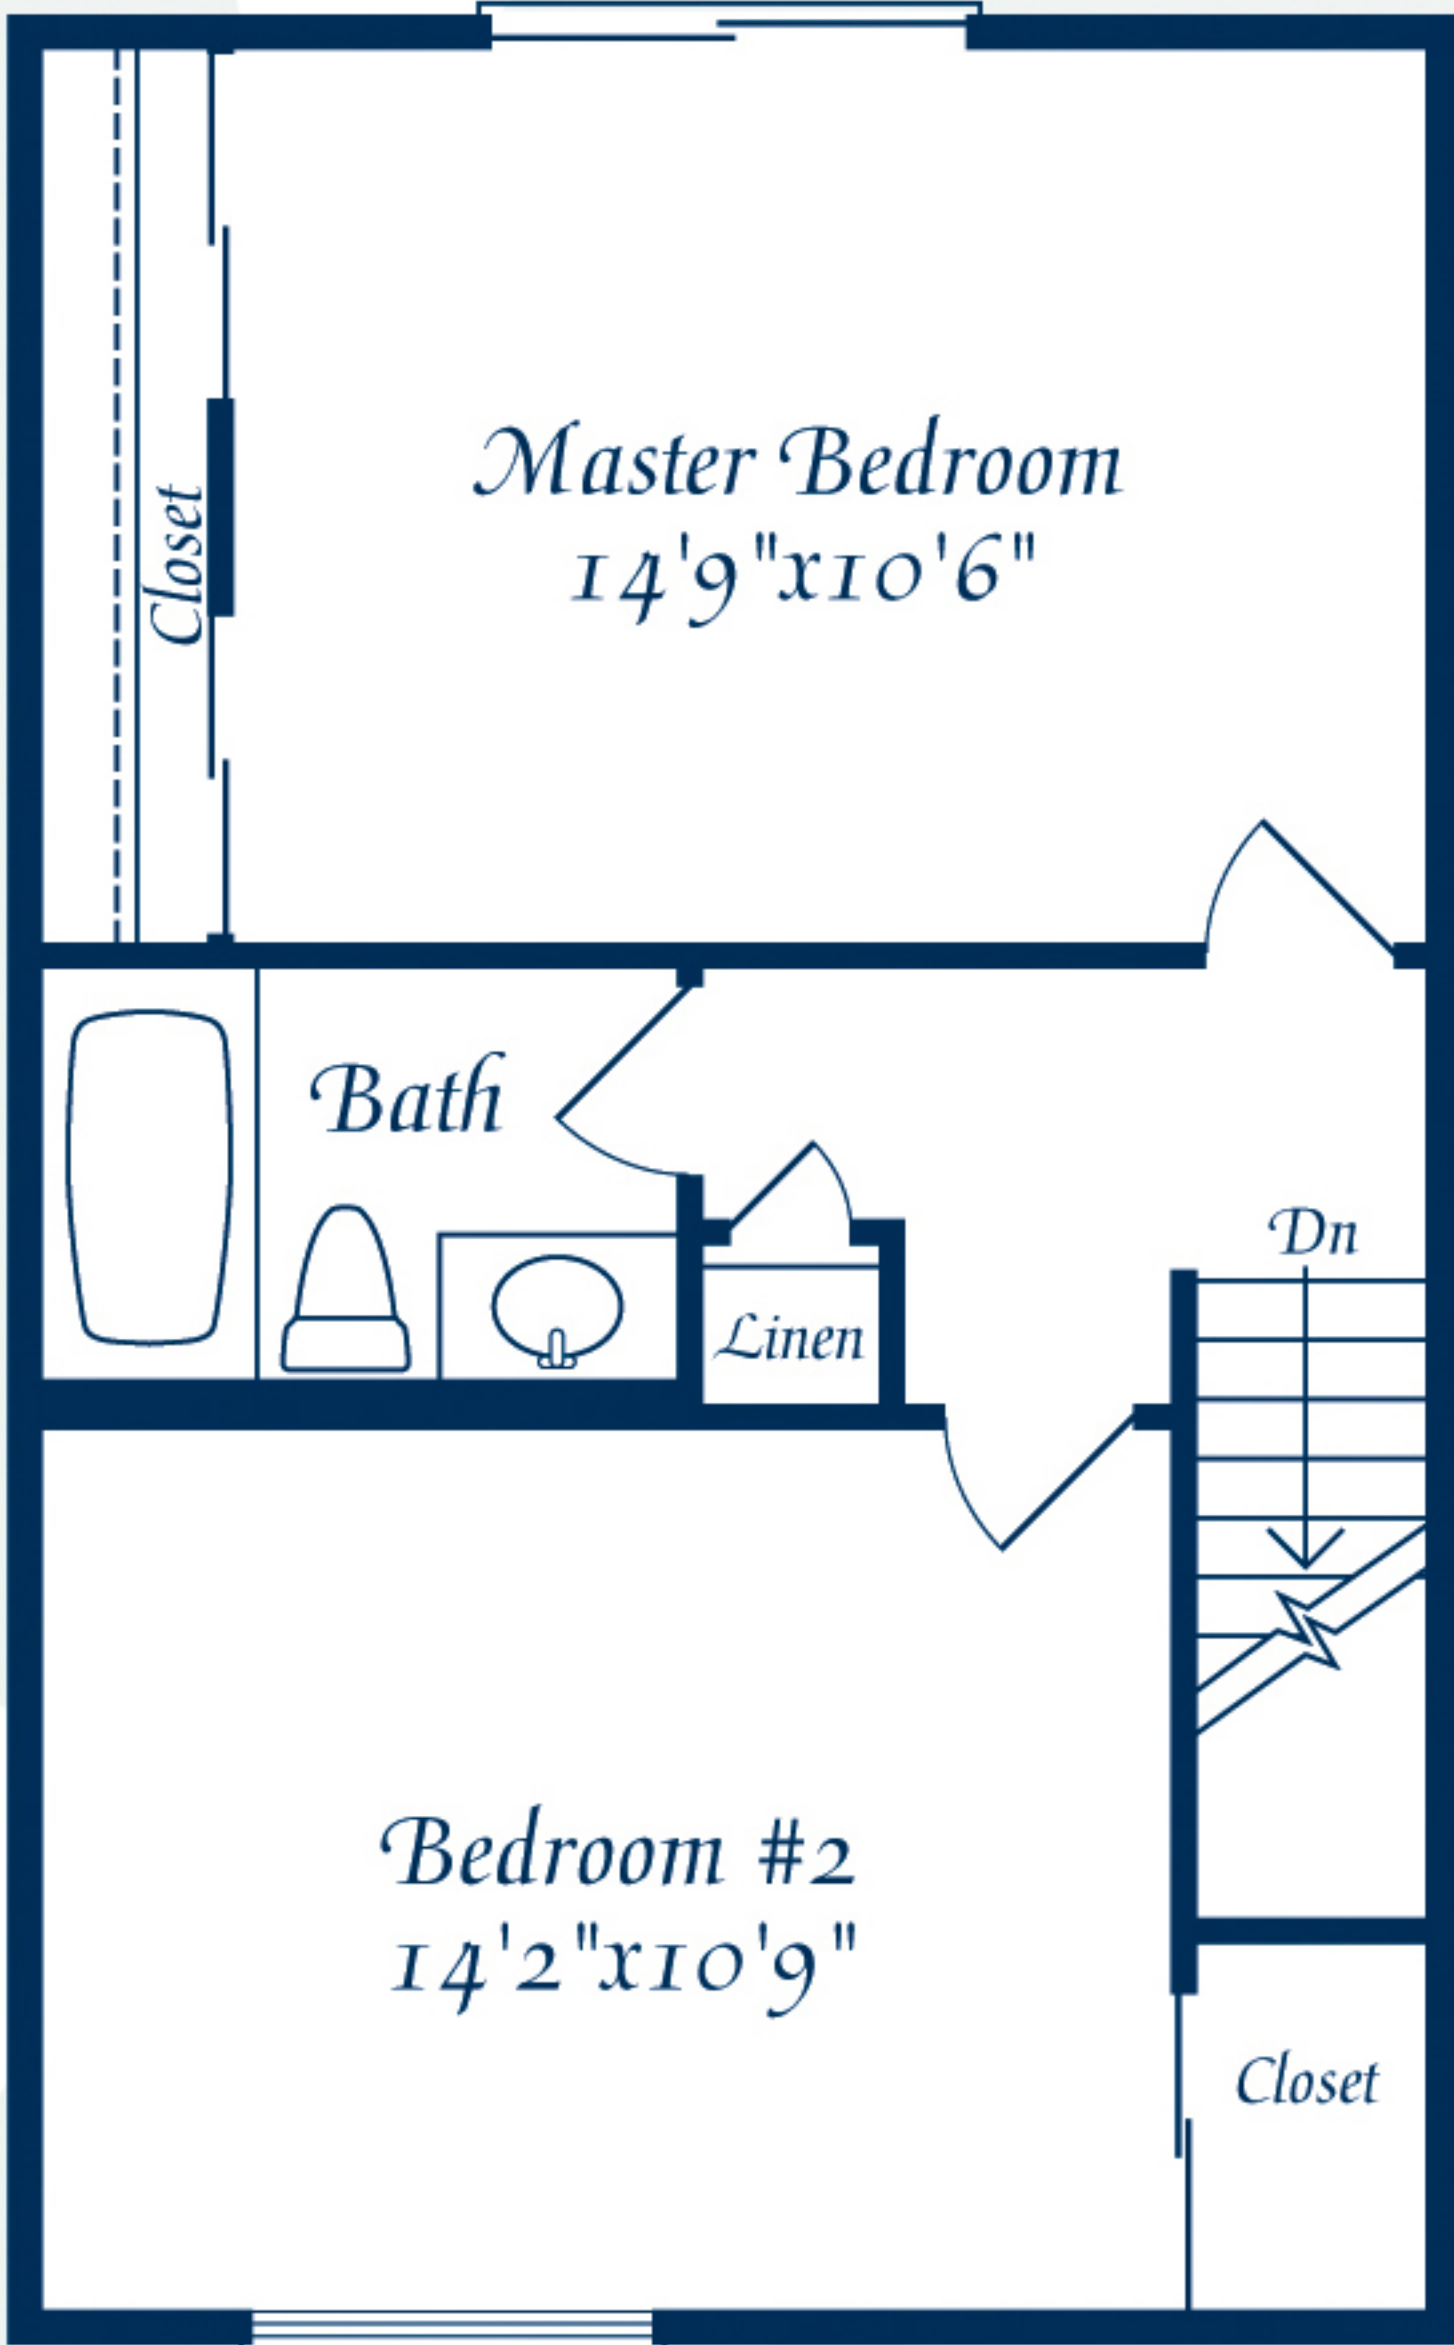 Master Bedroom
14'9"x10'6"
Closet
Bath
Linen
Dn
Bedroom #2
14'2"x10'9"
Closet